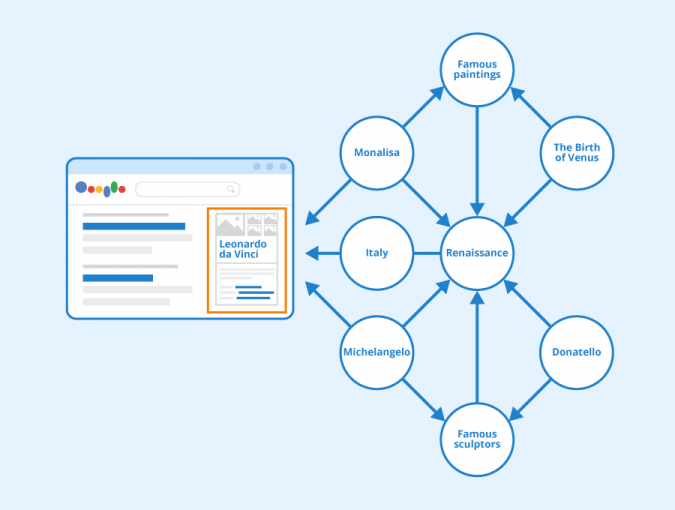 Leonardo
da Vinci
Famous
paintings
Monalisa
The Birth
of Venus
Italy
Renaissance
Michelangelo
Donatello
Famous
sculptors